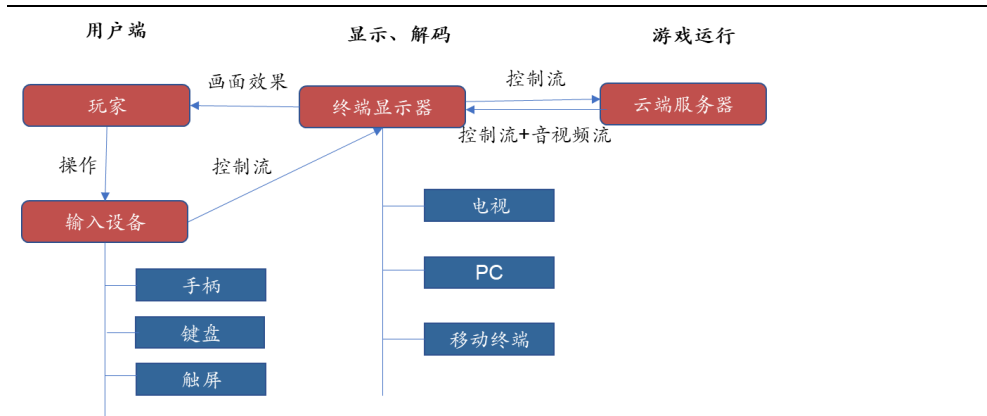 用户端
显示、解码
游戏运行
画面效果
控制流
玩家
终端显示器
云端服务器
控制流+音视频流
操作
控制流
输入设备
电视
手柄
PC
键盘
移动终端
触屏